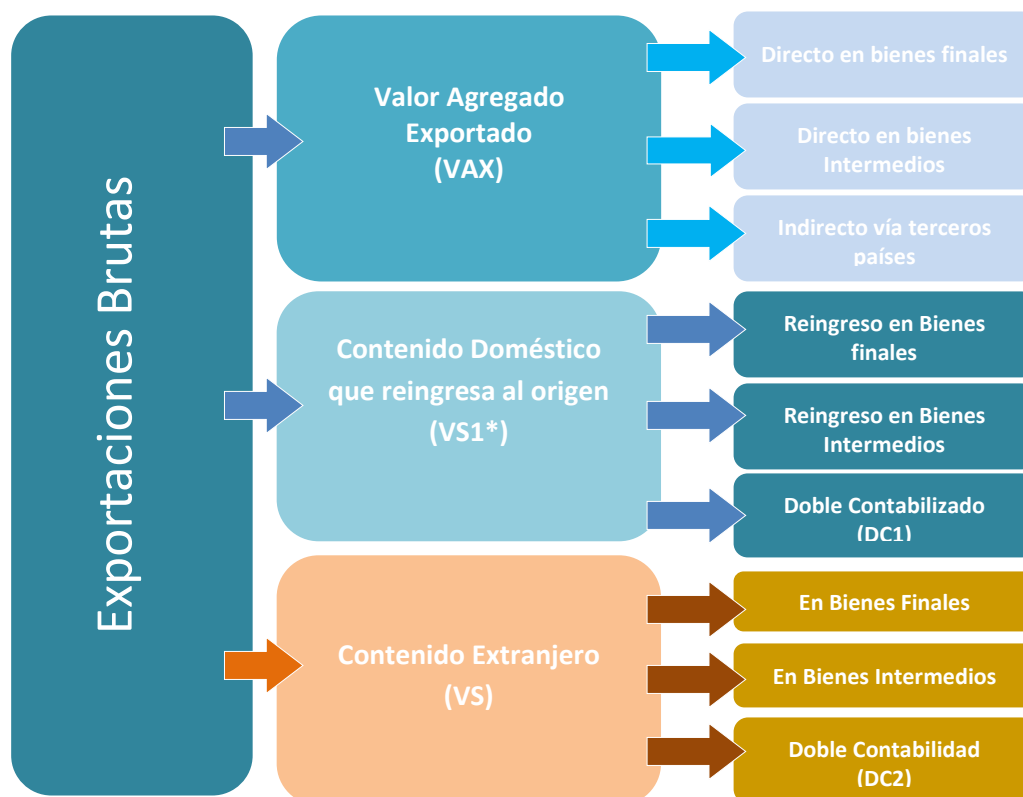 Exportaciones Brutas
Valor Agregado
Exportado
(VAX)
Directo en bienes finales
Directo en bienes
Intermedios
Indirecto vía terceros
países
Contenido Doméstico
que reingresa al origen
(VS1*)
Reingreso en Bienes
finales
Reingreso en Bienes
Intermedios
Doble Contabilizado
(DC1)
Contenido Extranjero
(VS)
En Bienes Finales
En Bienes Intermedios
Doble Contabilidad
(DC2)